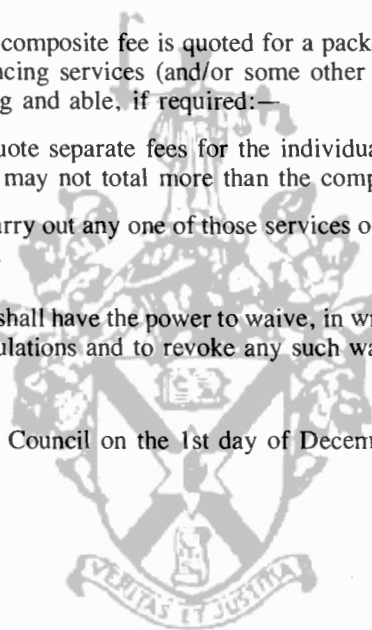 composite fee is quoted for a pack
ncing services (and/or some other
g and able, if required:—
uote separate fees for the individua
may not total more than the comp
arry out any one of those services o
shall have the power to waive, in wr
ulations and to revoke any such wa
Council on the 1st day of Decem
VERITAS ET JUSTITIA